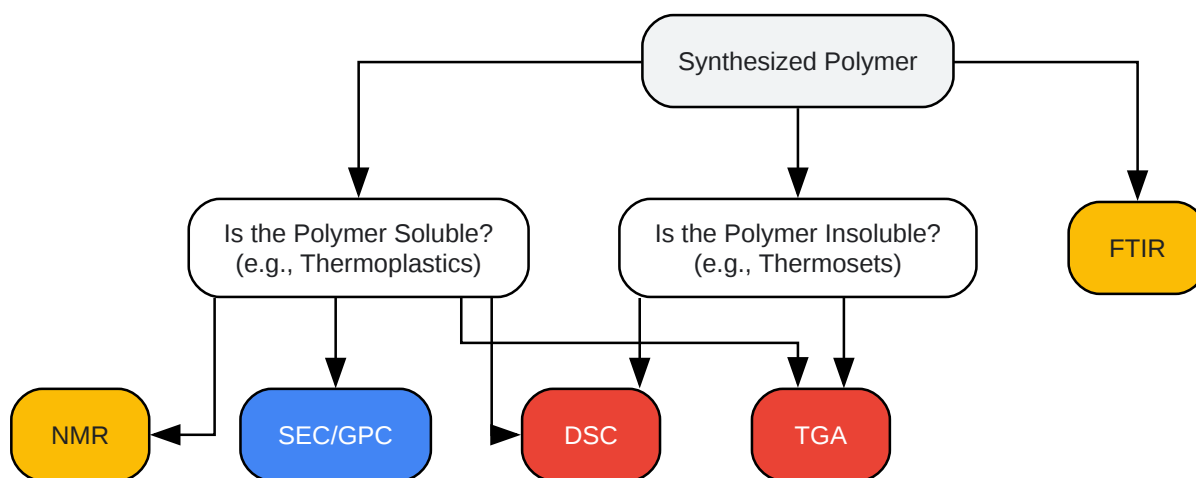 Synthesized Polymer
Is the Polymer Soluble?
(e.g., Thermoplastics)
Is the Polymer Insoluble?
(e.g., Thermosets)
FTIR
NMR
SEC/GPC
DSC
TGA